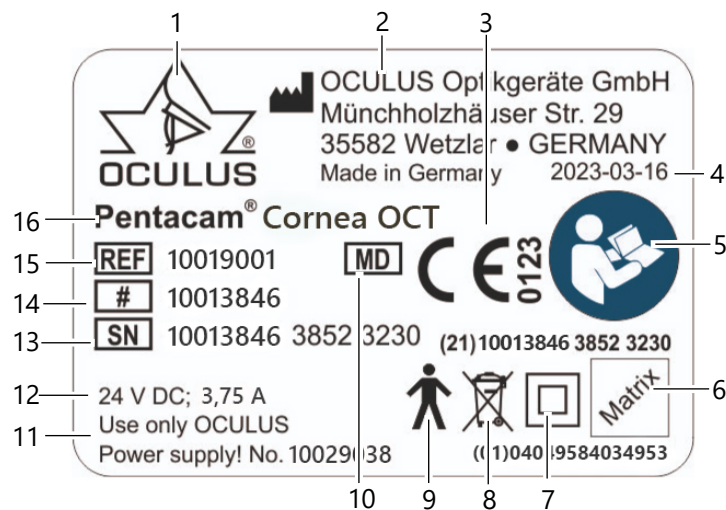 1
2
3
OCULUS®
OCULUS Optikgeräte GmbH
Münchholzhäuser Str. 29
35582 Wetzlar ● GERMANY
Made in Germany 2023-03-16
4
16
Pentacam® Cornea OCT
15
REF 10019001
MD
CE 0123
5
14
# 10013846
13
SN 10013846 3852 3230
(21)10013846 3852 3230
12
24 V DC; 3,75 A
11
Use only OCULUS
Power supply! No. 10029038
Matrix
6
(01)04049584034953
10
9
8
7